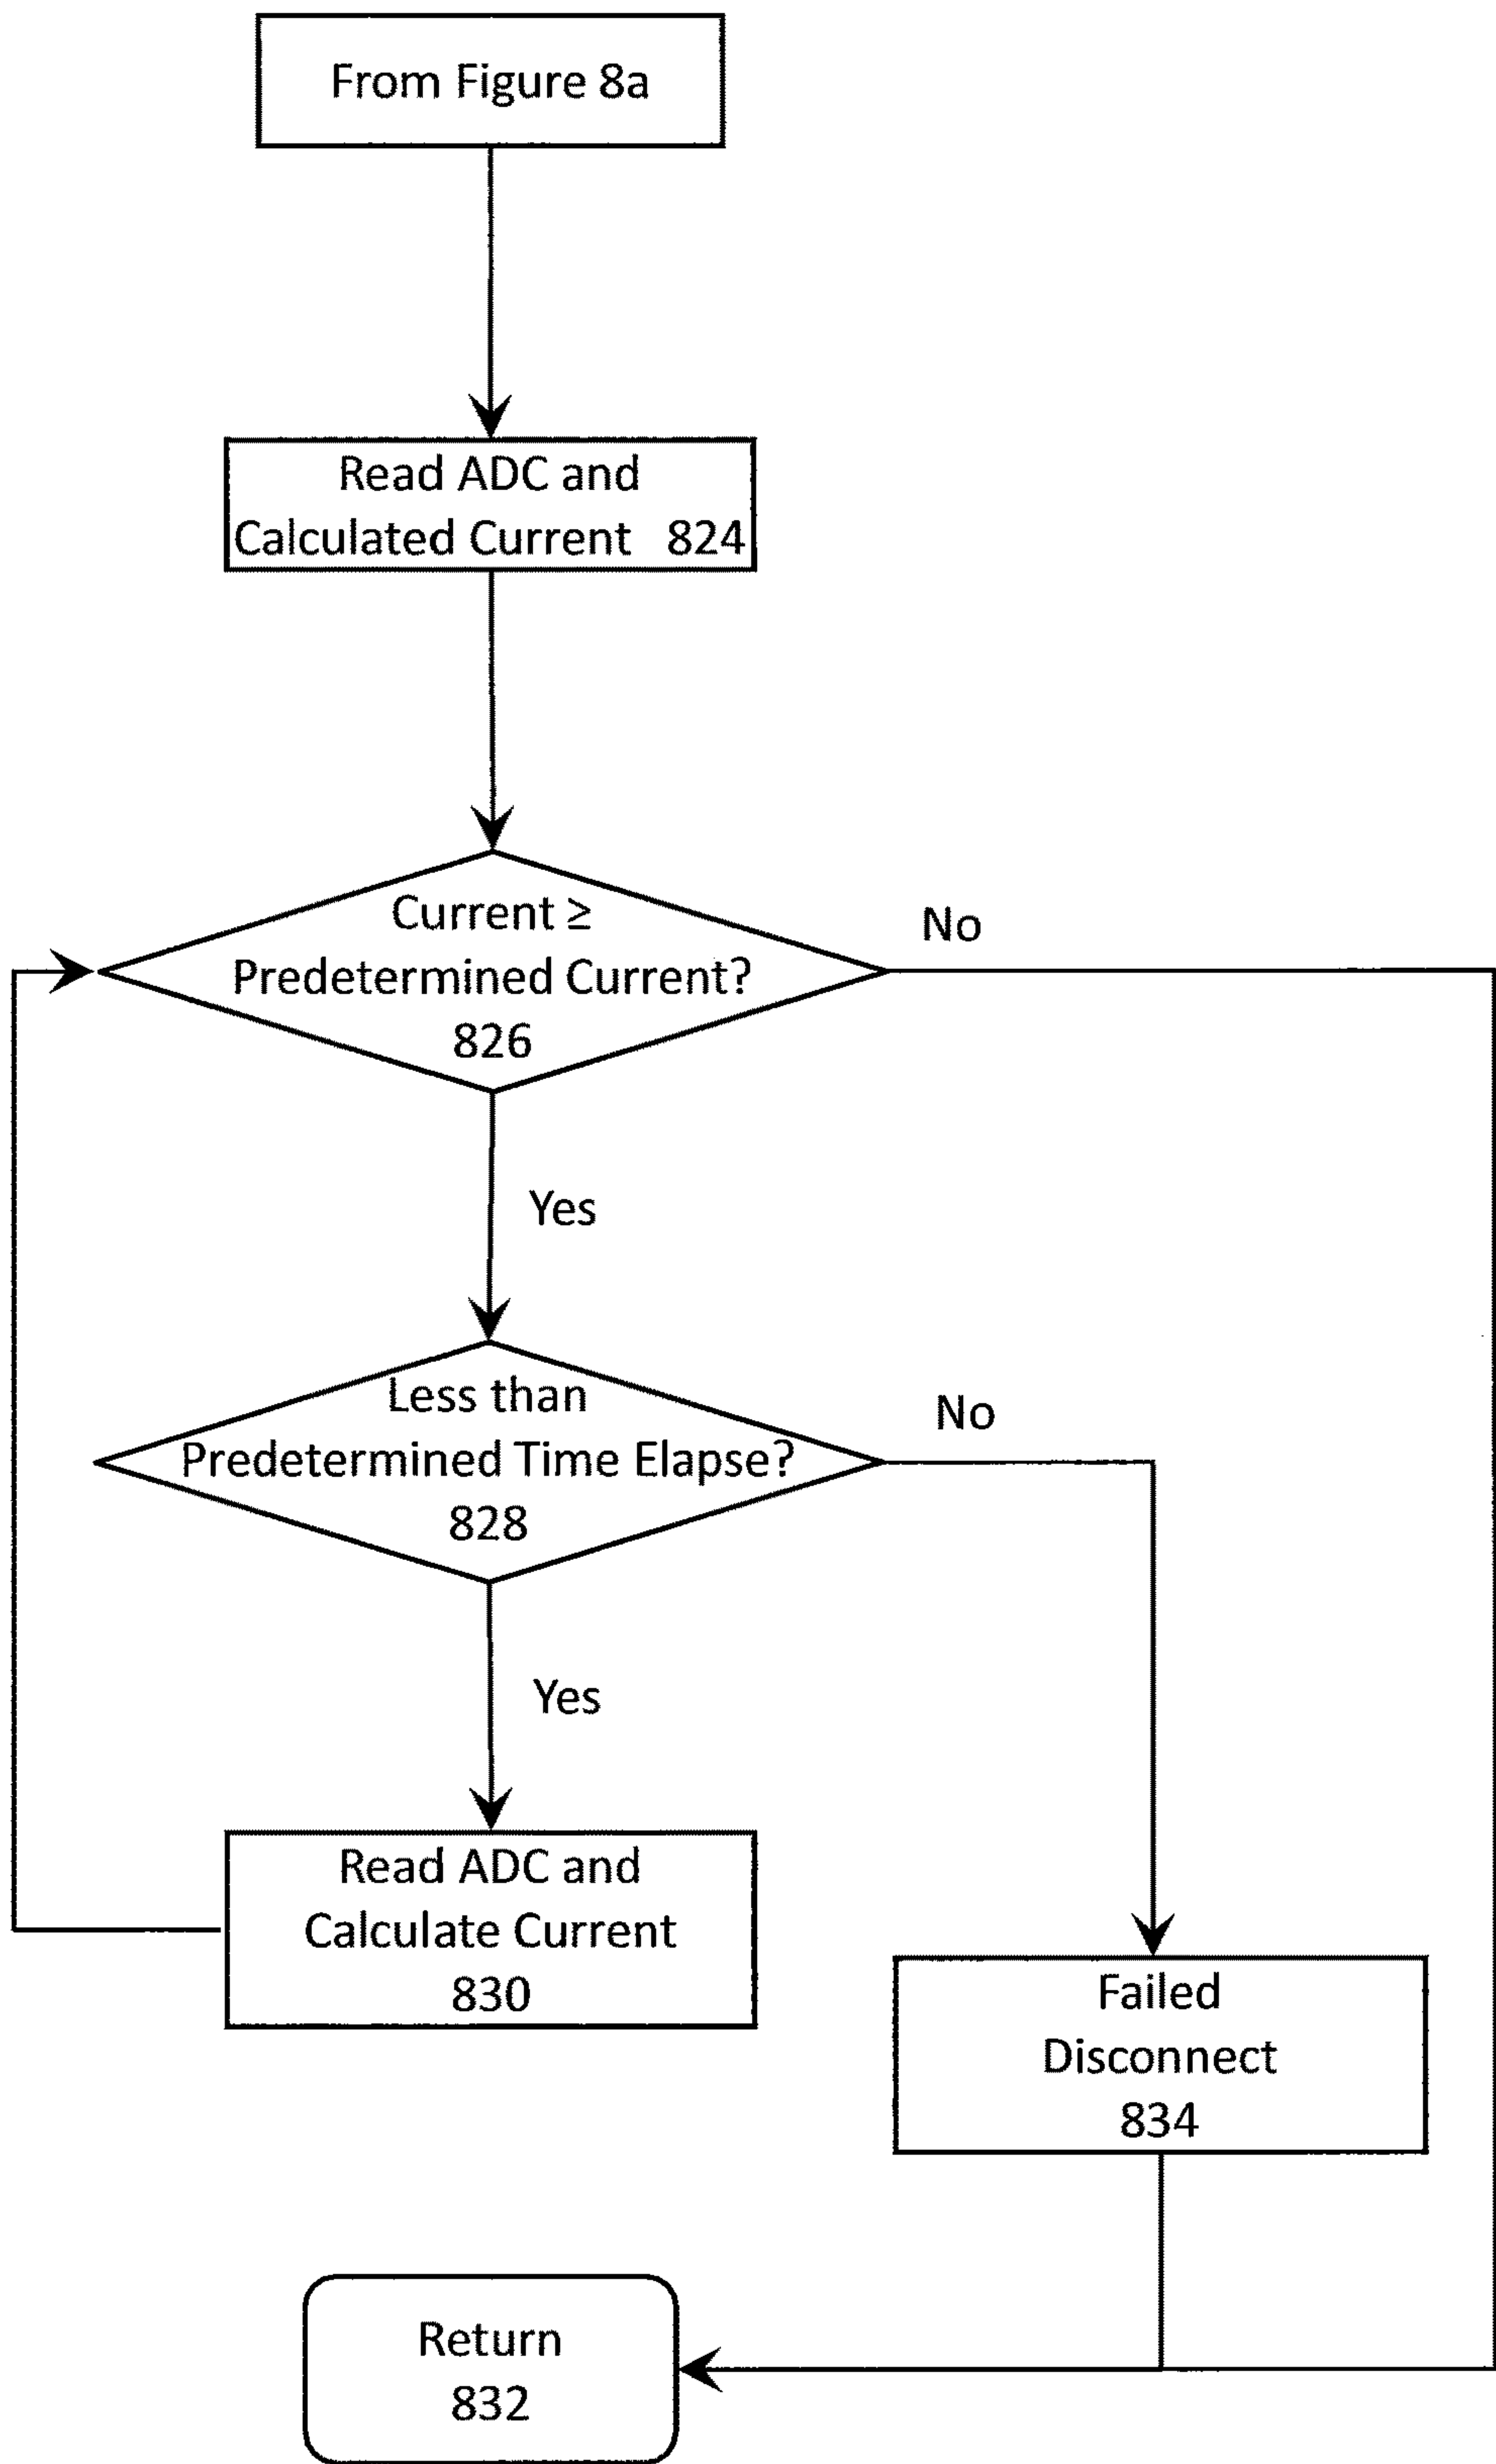 From Figure 8a
Read ADC and
Calculated Current 824
Current ≥
Predetermined Current?
826
No
Yes
Less than
Predetermined Time Elapse?
828
No
Yes
Read ADC and
Calculate Current
830
Failed
Disconnect
834
Return
832